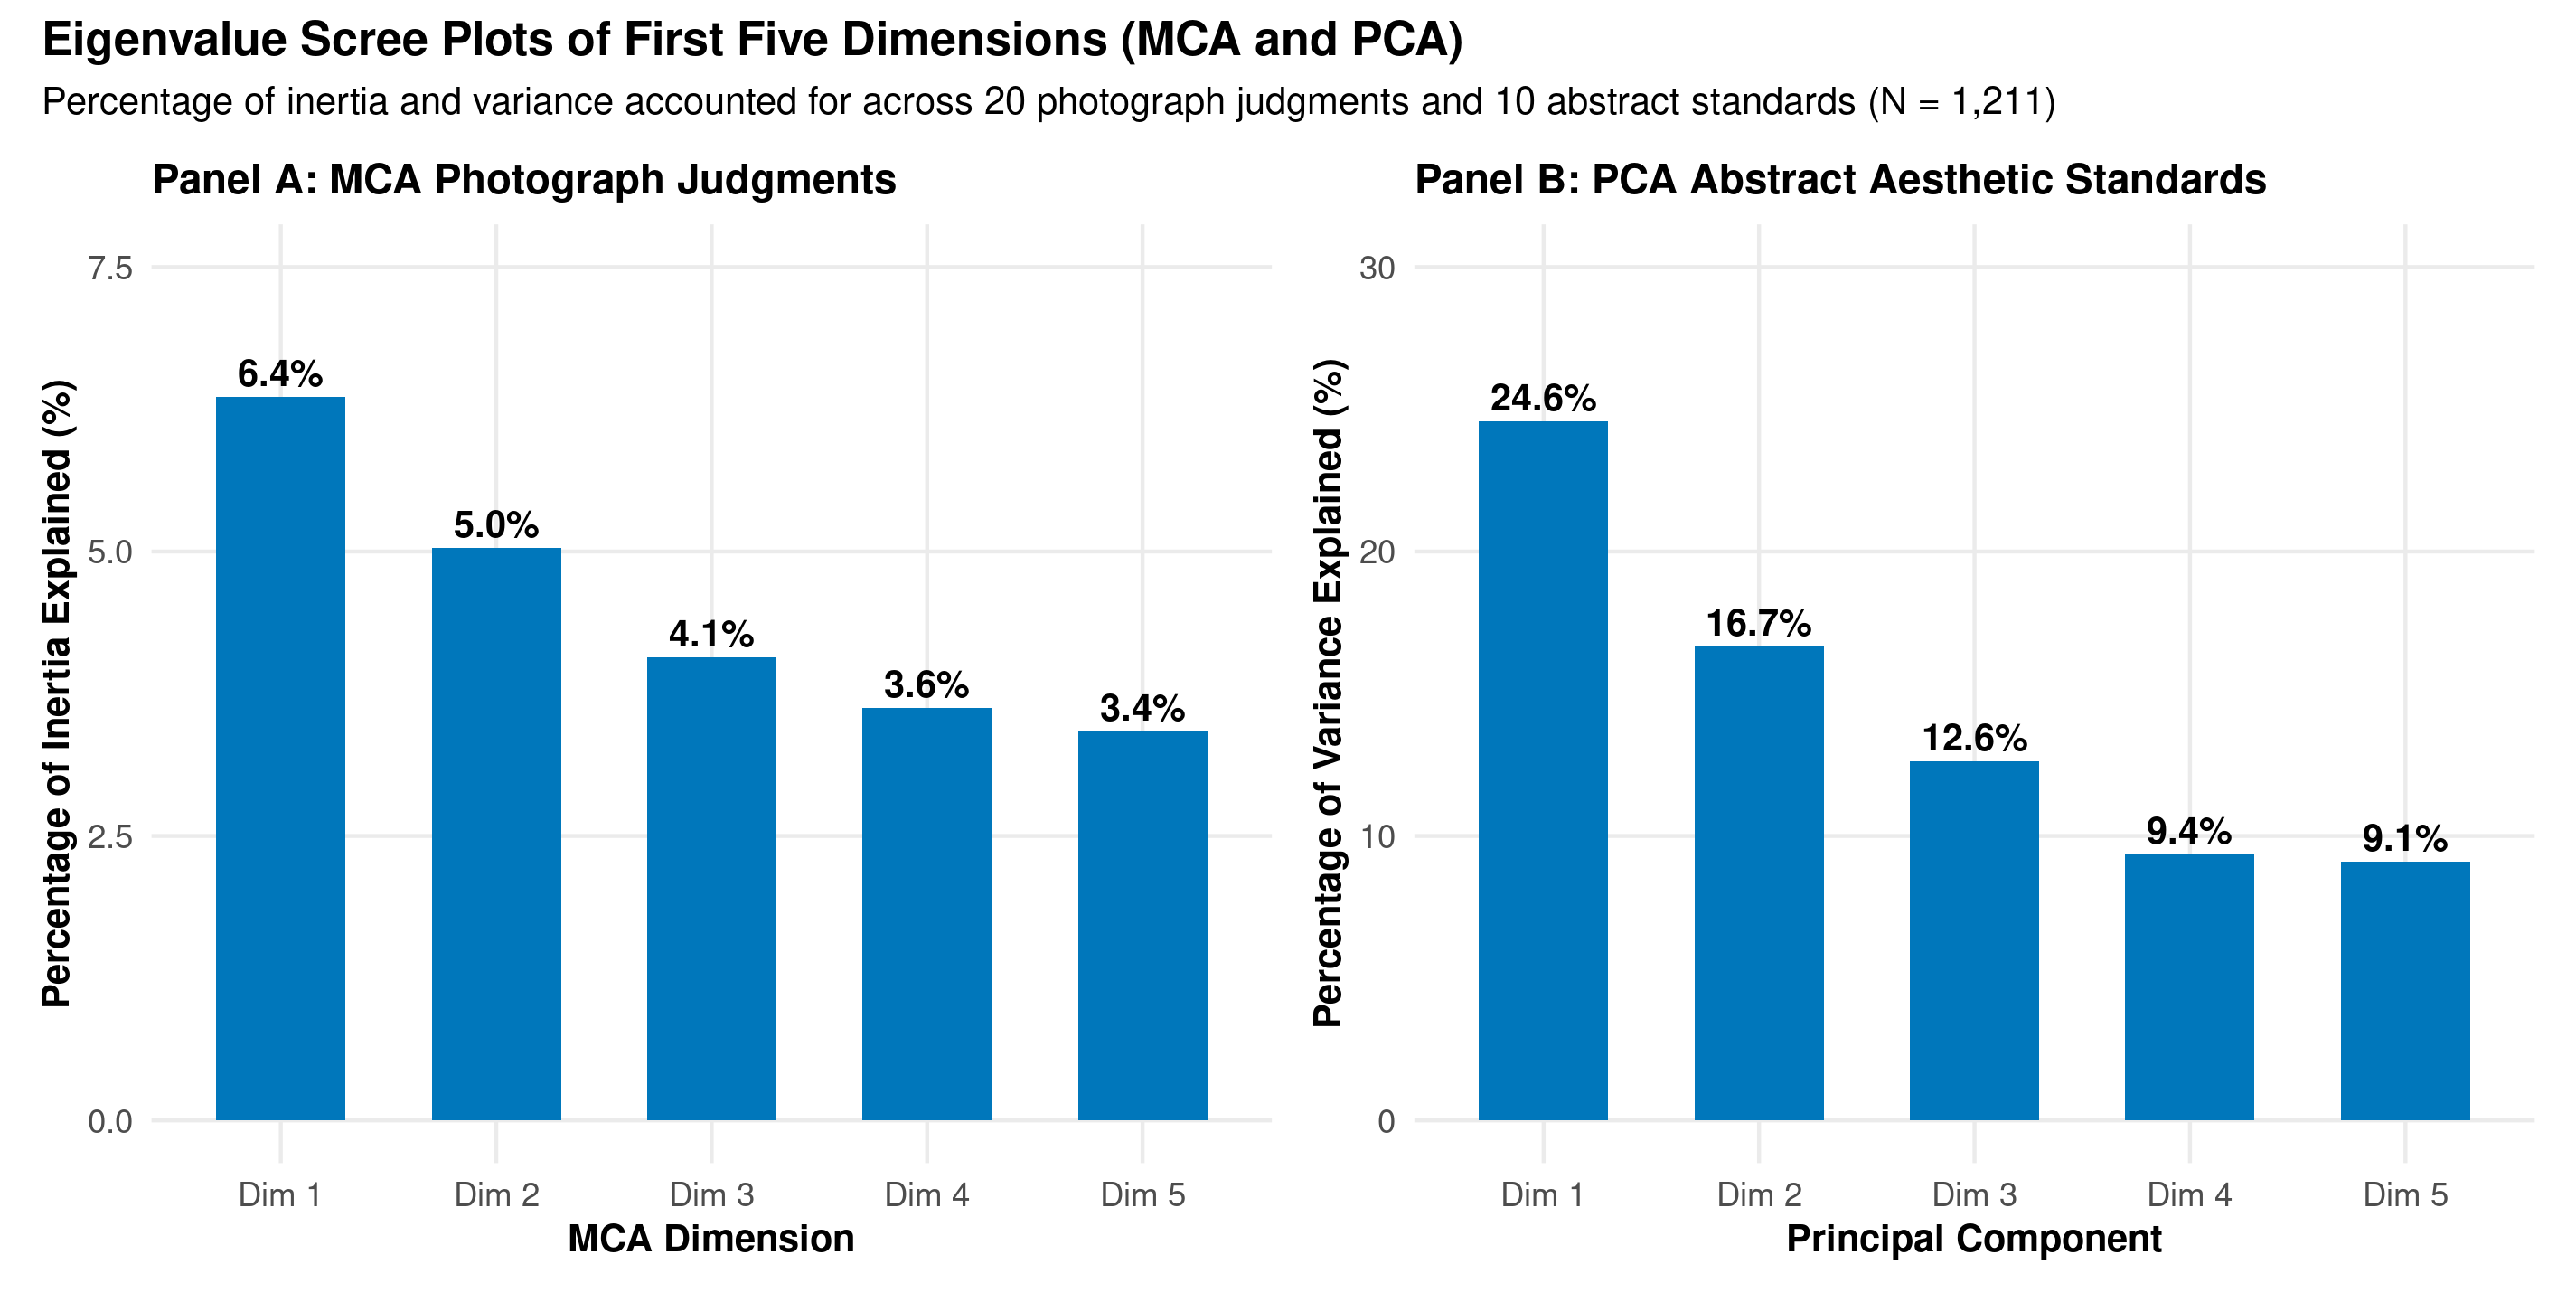 Eigenvalue Scree Plots of First Five Dimensions (MCA and PCA)
Percentage of inertia and variance accounted for across 20 photograph judgments and 10 abstract standards (N = 1,211)
Panel A: MCA Photograph Judgments
Percentage of Inertia Explained (%)
7.5
5.0
2.5
0.0
6.4%
5.0%
4.1%
3.6%
3.4%
Dim 1
Dim 2
Dim 3
Dim 4
Dim 5
MCA Dimension
Panel B: PCA Abstract Aesthetic Standards
Percentage of Variance Explained (%)
30
20
10
0
24.6%
16.7%
12.6%
9.4%
9.1%
Dim 1
Dim 2
Dim 3
Dim 4
Dim 5
Principal Component